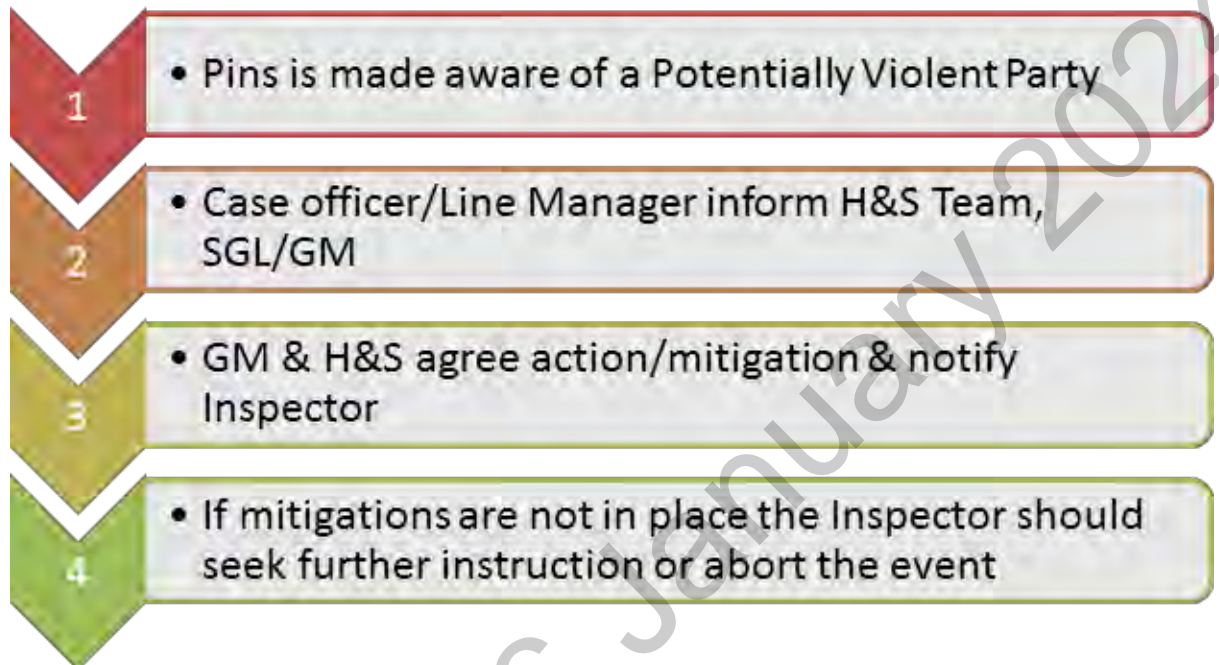 1
• Pins is made aware of a Potentially Violent Party
2
• Case officer/Line Manager inform H&S Team,
SGL/GM
3
• GM & H&S agree action/mitigation & notify
Inspector
4
• If mitigations are not in place the Inspector should
seek further instruction or abort the event
January